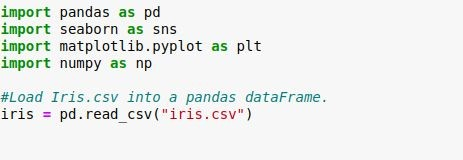 import pandas as pd
import seaborn as sns
import matplotlib.pyplot as plt
import numpy as np
#Load Iris.csv into a pandas dataFrame.
iris = pd.read_csv("iris.csv")